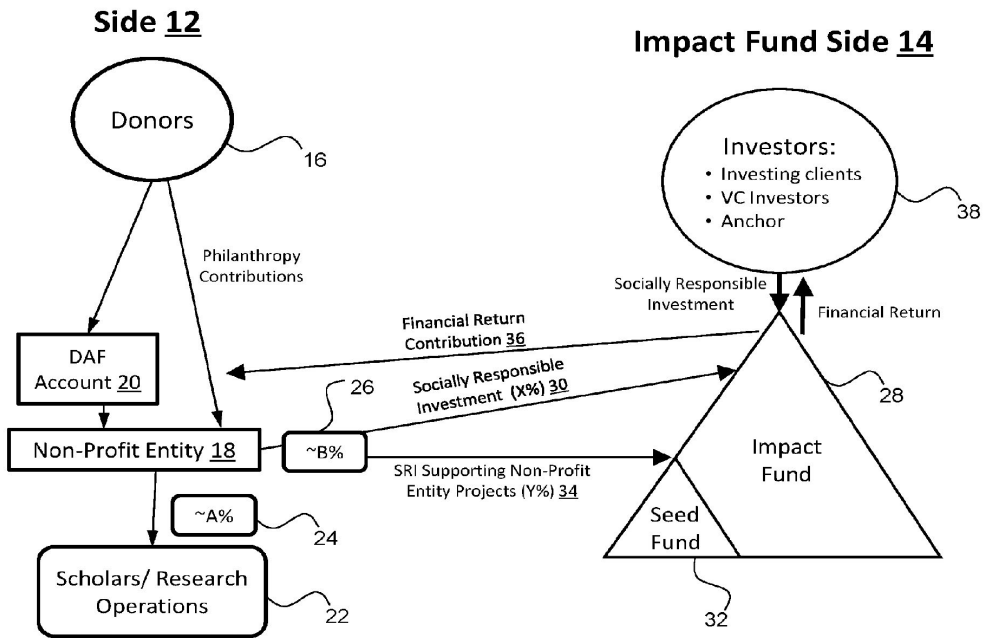 Side 12
Impact Fund Side 14
Donors
16
Investors:
• Investing clients
• VC Investors
• Anchor
38
Philanthropy
Contributions
Socially Responsible
Investment
Financial Return
Financial Return
Contribution 36
DAF
Account 20
26
Socially Responsible
Investment (X%) 30
28
Non-Profit Entity 18
~B%
Impact
Fund
SRI Supporting Non-Profit
Entity Projects (Y%) 34
~A%
24
Seed
Fund
Scholars/ Research
Operations
22
32